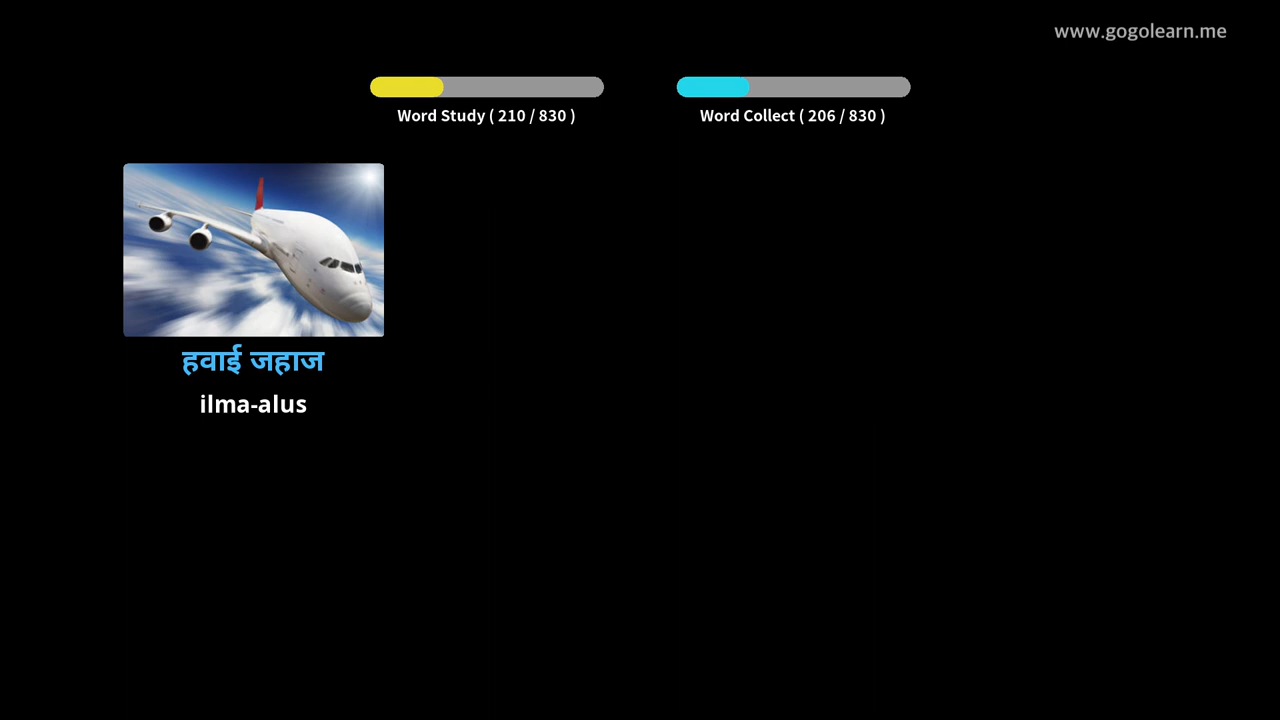 www.gogolearn.me
Word Study ( 210 / 830 )
Word Collect ( 206 / 830 )
हवाई जहाज
ilma-alus